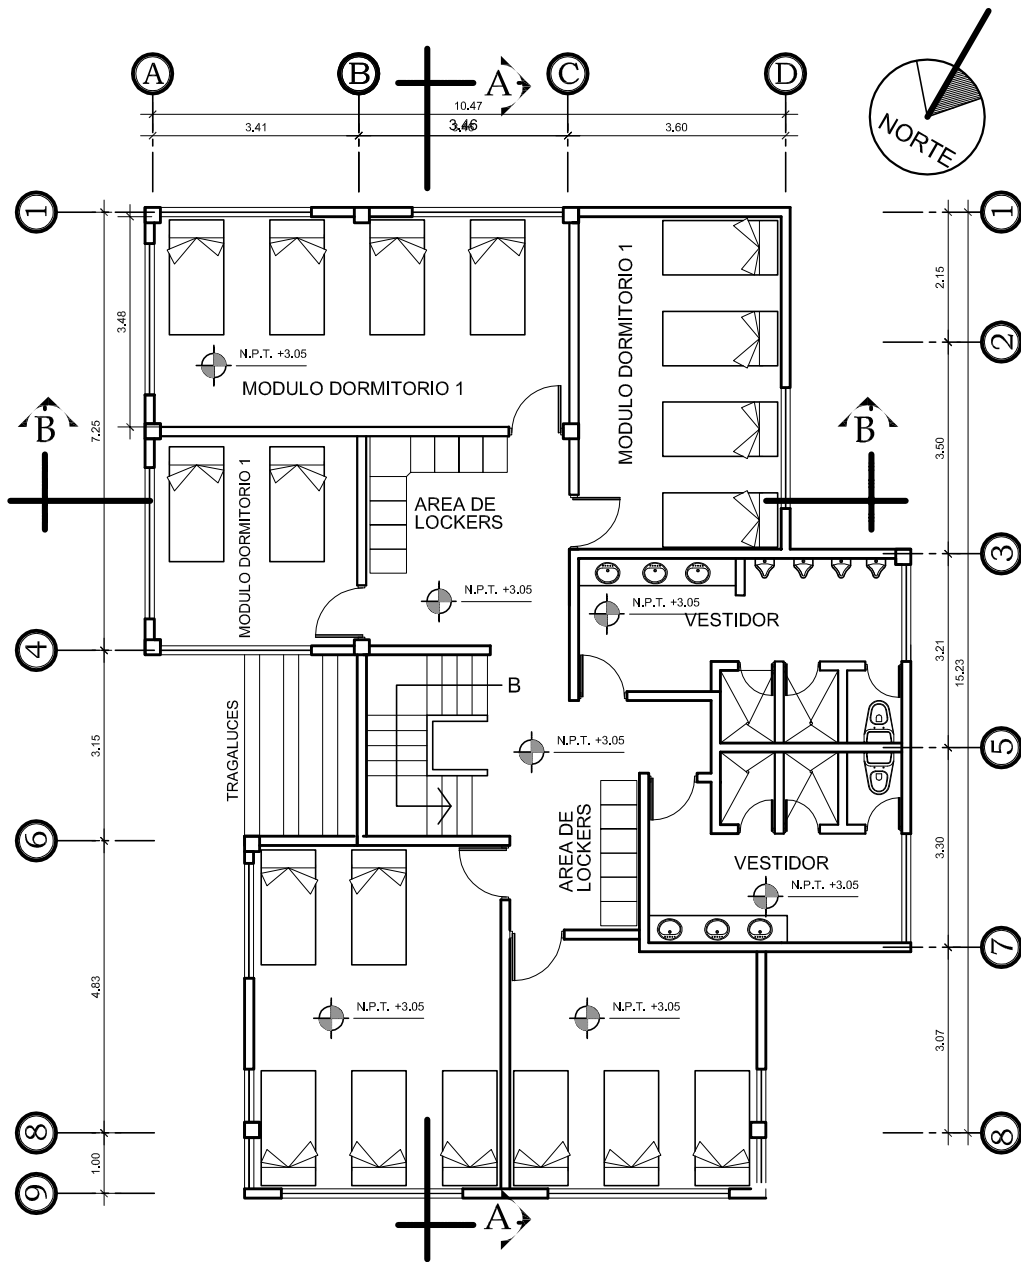 A
B
C
D
A
10.47
3.41
3.46
3.60
NORTE
1
1
2.15
3.48
2
N.P.T. +3.05
MODULO DORMITORIO 1
MODULO DORMITORIO 1
B
B
7.25
3.50
MODULO DORMITORIO 1
AREA DE
LOCKERS
3
N.P.T. +3.05
N.P.T. +3.05
VESTIDOR
4
3.21
15.23
B
TRAGALUCES
3.15
N.P.T. +3.05
5
6
AREA DE
LOCKERS
3.30
VESTIDOR
N.P.T. +3.05
7
4.83
N.P.T. +3.05
N.P.T. +3.05
3.07
8
8
1.00
9
A